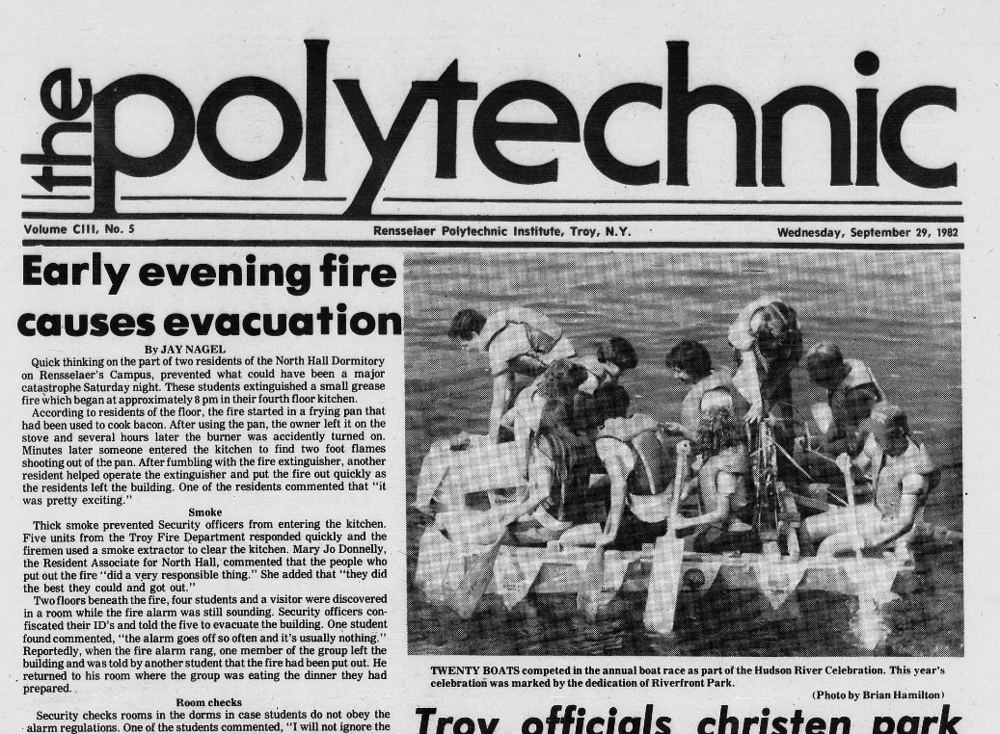 the polytechnic
Volume CIII, No. 5
Rensselaer Polytechnic Institute, Troy, N.Y.
Wednesday, September 29, 1982
Early evening fire
causes evacuation
By JAY NAGEL
Quick thinking on the part of two residents of the North Hall Dormitory
on Rensselaer's Campus, prevented what could have been a major
catastrophe Saturday night. These students extinguished a small grease
fire which began at approximately 8 pm in their fourth floor kitchen.
According to residents of the floor, the fire started in a frying pan that
had been used to cook bacon. After using the pan, the owner left it on the
stove and several hours later the burner was accidently turned on.
Minutes later someone entered the kitchen to find two foot flames
shooting out of the pan. After fumbling with the fire extinguisher, another
resident helped operate the extinguisher and put the fire out quickly as
the residents left the building. One of the residents commented that "it
was pretty exciting."
Smoke
Thick smoke prevented Security officers from entering the kitchen.
Five units from the Troy Fire Department responded quickly and the
firemen used a smoke extractor to clear the kitchen. Mary Jo Donnelly,
the Resident Associate for North Hall, commented that the people who
put out the fire "did a very responsible thing." She added that "they did
the best they could and got out."
Two floors beneath the fire, four students and a visitor were discovered
in a room while the fire alarm was still sounding. Security officers con-
fiscated their ID's and told the five to evacuate the building. One student
found commented, "the alarm goes off so often and it's usually nothing."
Reportedly, when the fire alarm rang, one member of the group left the
building and was told by another student that the fire had been put out. He
returned to his room where the group was eating the dinner they had
prepared.
Room checks
Security checks rooms in the dorms in case students do not obey the
alarm regulations. One of the students commented, "I will not ignore the
TWENTY BOATS competed in the annual boat race as part of the Hudson River Celebration. This year's
celebration was marked by the dedication of Riverfront Park.
(Photo by Brian Hamilton)
Troy officials christen park